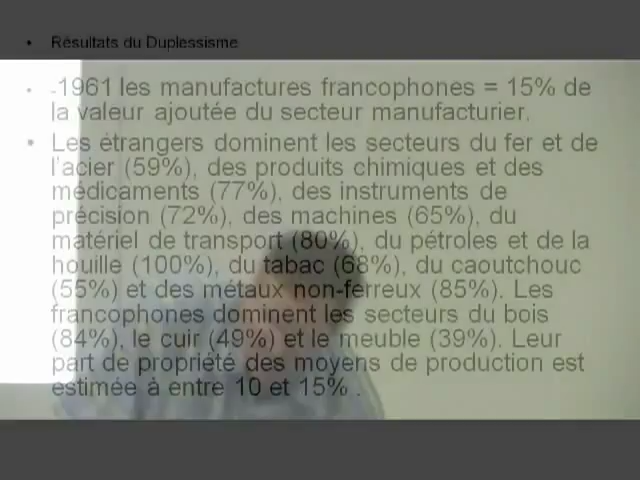 • Résultats du Duplessisme
• -1961 les manufactures francophones = 15% de
la valeur ajoutée du secteur manufacturier.
• Les étrangers dominent les secteurs du fer et de
l'acier (59%), des produits chimiques et des
médicaments (77%), des instruments de
précision (72%), des machines (65%), du
matériel de transport (80%), du pétroles et de la
houille (100%), du tabac (68%), du caoutchouc
(55%) et des métaux non-ferreux (85%). Les
francophones dominent les secteurs du bois
(84%), le cuir (49%) et le meuble (39%). Leur
part de propriété des moyens de production est
estimée à entre 10 et 15% .